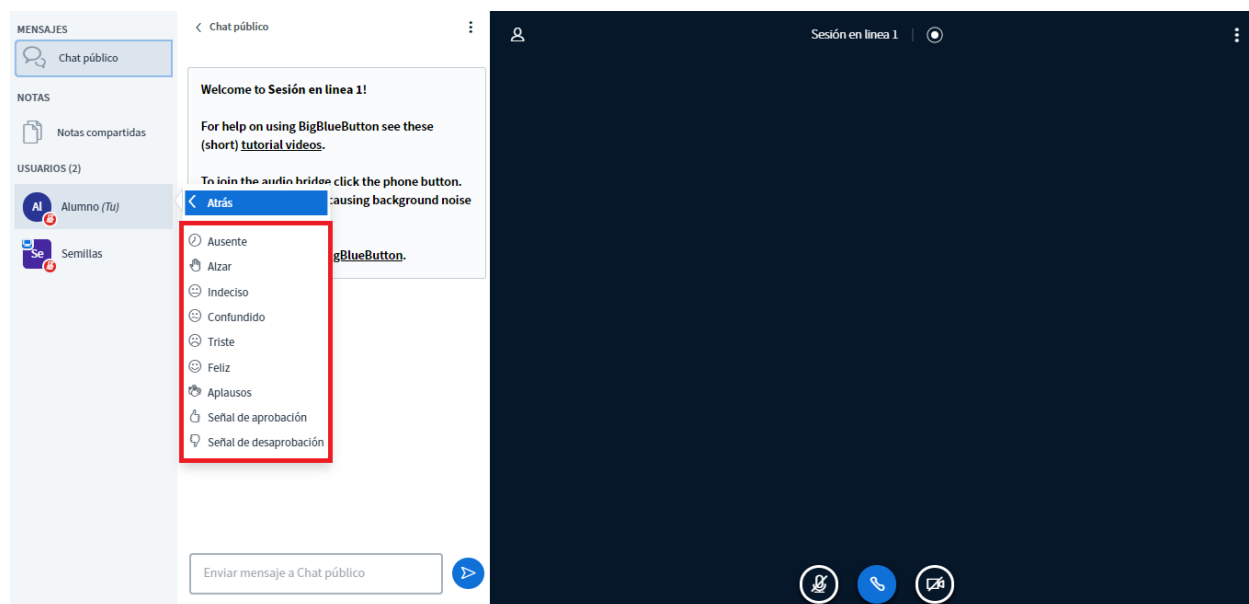 MENSAJES
Chat público
NOTAS
Notas compartidas
USUARIOS (2)
Al Alumno (Tu)
Se Semillas
Chat público
Welcome to Sesión en linea 1!
For help on using BigBlueButton see these
(short) tutorial videos.
To join the audio bridge click the phone button.
causing background noise
gBlueButton.
Atrás
Ausente
Alzar
Indeciso
Confundido
Triste
Feliz
Aplausos
Señal de aprobación
Señal de desaprobación
Enviar mensaje a Chat público
Sesión en linea 1